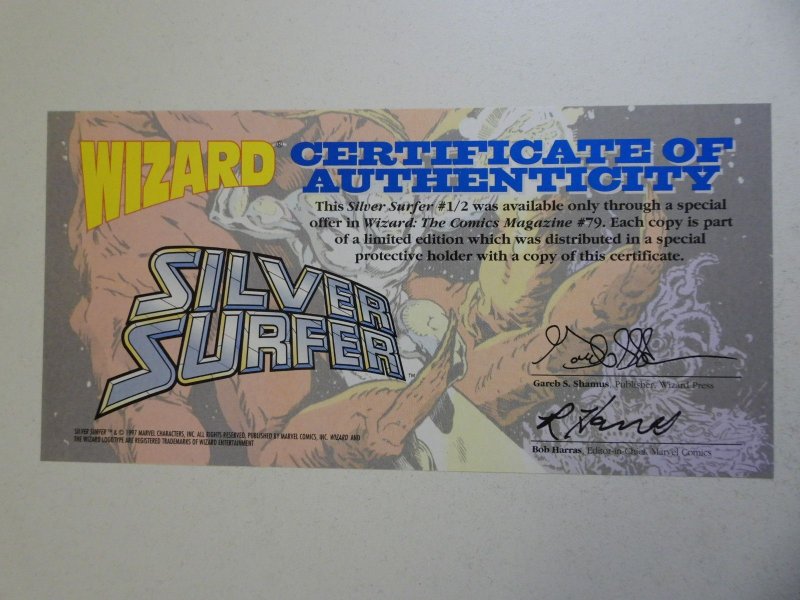 WIZARD™
CERTIFICATE OF
AUTHENTICITY
This Silver Surfer #1/2 was available only through a special
offer in Wizard: The Comics Magazine #79. Each copy is part
of a limited edition which was distributed in a special
protective holder with a copy of this certificate.
SILVER
SURFER™
Gareb S. Shamus, Publisher, Wizard Press
R Harras
Bob Harras, Editor-in-Chief, Marvel Comics
SILVER SURFER™ & © 1997 MARVEL CHARACTERS, INC. ALL RIGHTS RESERVED. PUBLISHED BY MARVEL COMICS, INC. WIZARD AND
THE WIZARD LOGOTYPE ARE REGISTERED TRADEMARKS OF WIZARD ENTERTAINMENT